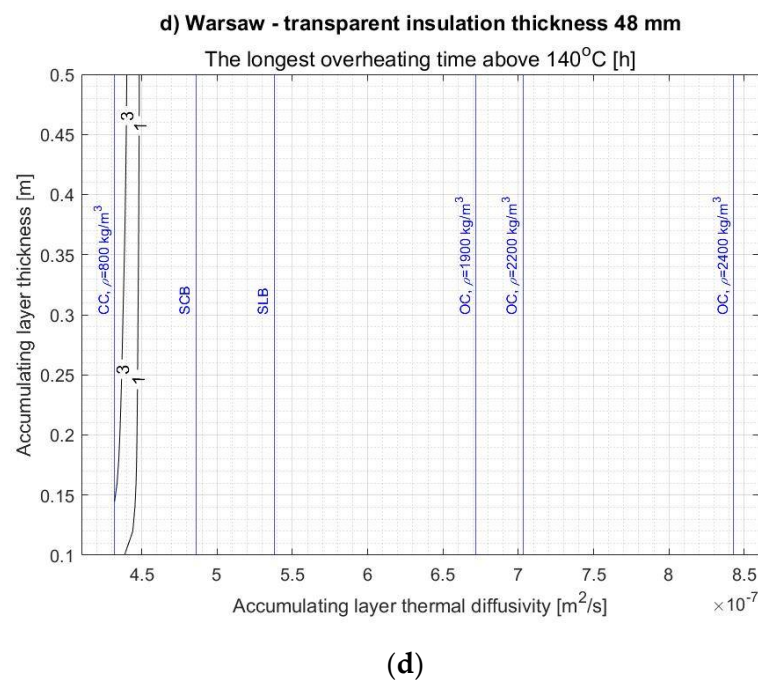 d) Warsaw - transparent insulation thickness 48 mm
The longest overheating time above 140°C [h]
Accumulating layer thickness [m]
0.5
0.45
0.4
0.35
0.3
0.25
0.2
0.15
0.1
3
1
3
1
CC, ρ=800 kg/m³
SCB
SLB
OC, ρ=1900 kg/m³
OC, ρ=2200 kg/m³
OC, ρ=2400 kg/m³
4.5
5
5.5
6
6.5
7
7.5
8
8.5
×10⁻⁷
Accumulating layer thermal diffusivity [m²/s]
(d)